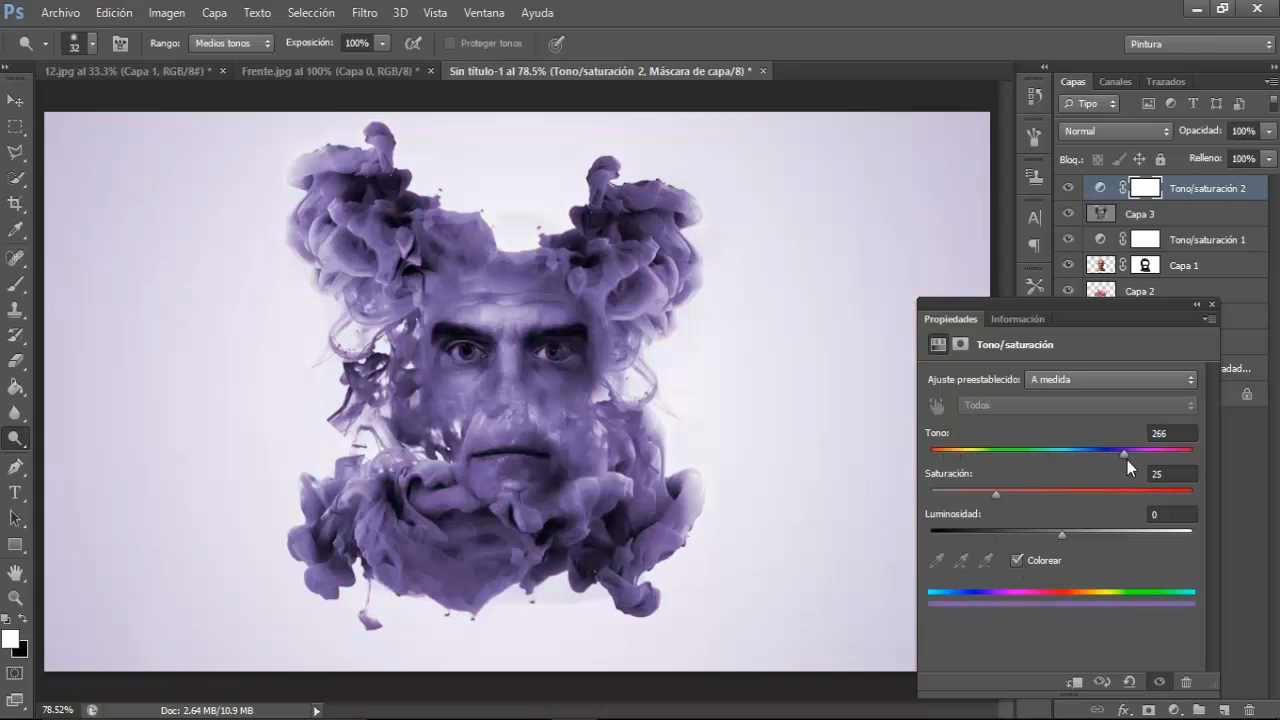 Ps Archivo Edición Imagen Capa Texto Selección Filtro 3D Vista Ventana Ayuda
32 Rango: Medios tonos Exposición: 100% Proteger tonos Pintura
12.jpg al 33.3% (Capa 1, RGB/8#) * × Frente.jpg al 100% (Capa 0, RGB/8) * × Sin título-1 al 78.5% (Tono/saturación 2, Máscara de capa/8) * ×
Capas Canales Trazados
Tipo
Normal Opacidad: 100%
Bloq.: Relleno: 100%
Tono/saturación 2
Capa 3
Tono/saturación 1
Capa 1
Capa 2
Propiedades Información
Tono/saturación
Ajuste preestablecido: A medida
Todos
Tono: 266
Saturación: 25
Luminosidad: 0
Colorear
78.52% Doc: 2.64 MB/10.9 MB